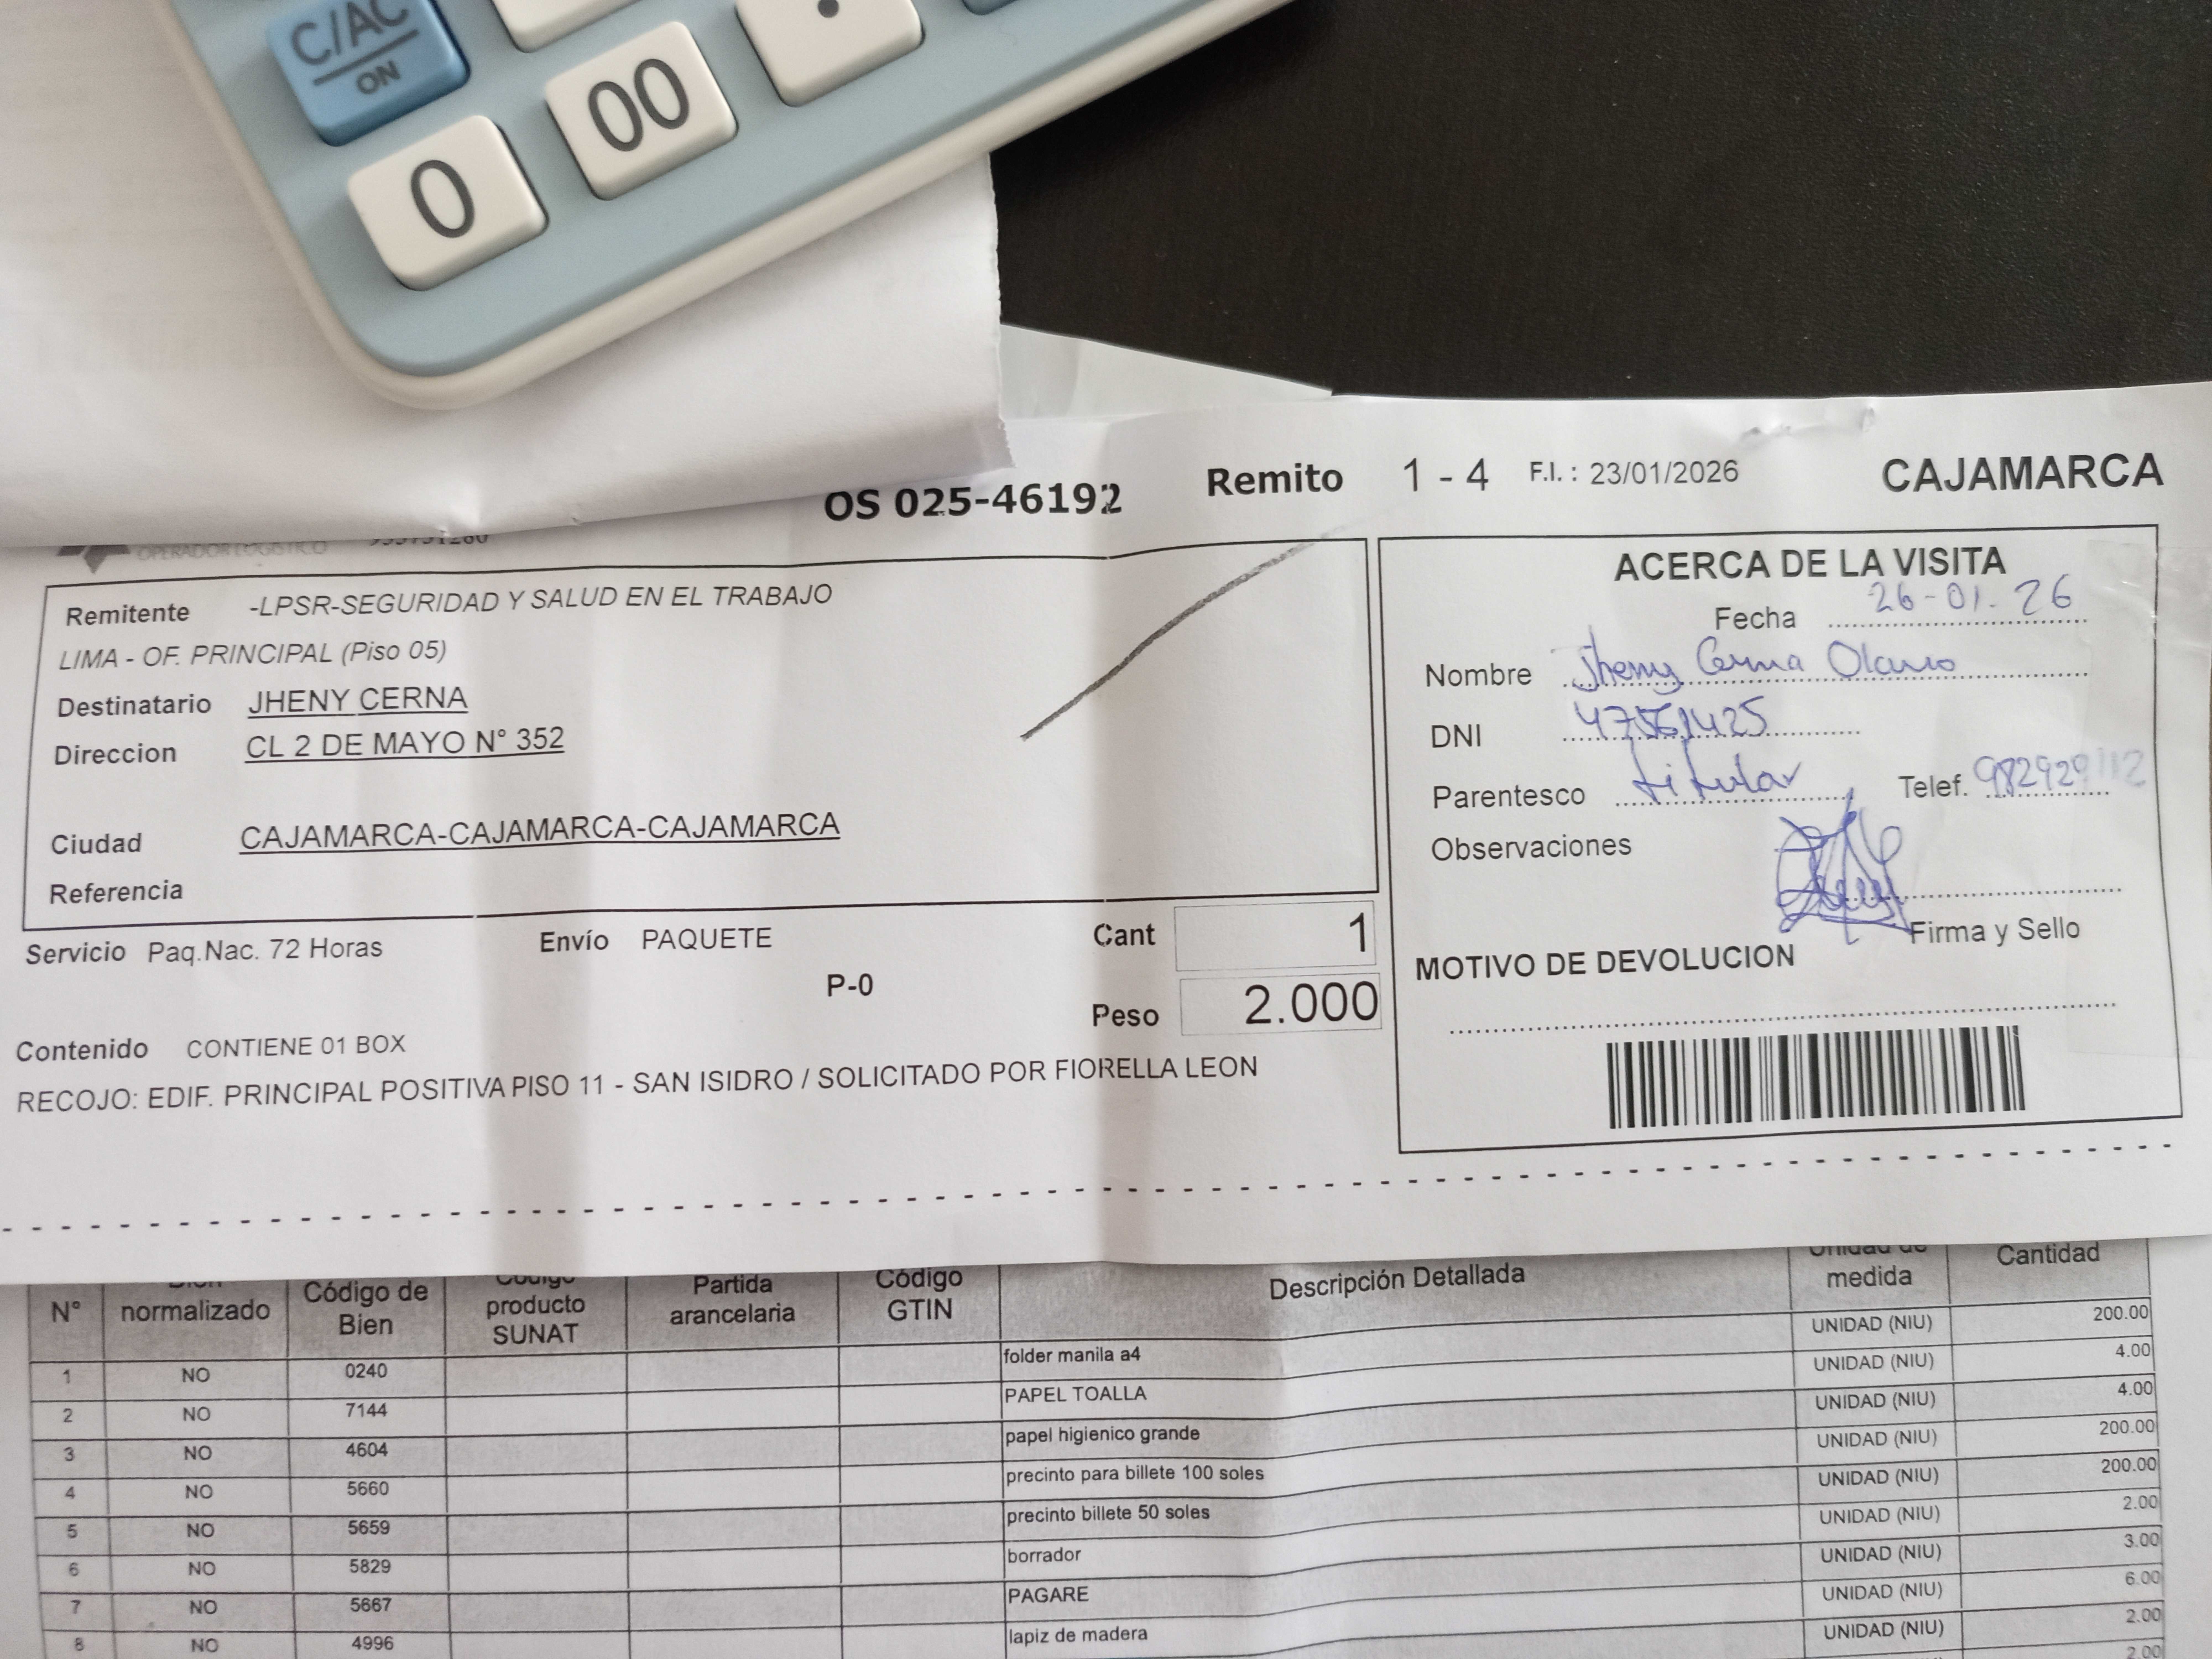 C/AC
ON
0
00
.
OS 025-46192 Remito 1 - 4 F.I. : 23/01/2026 CAJAMARCA
OPERADOR LOGISTICO
Remitente -LPSR-SEGURIDAD Y SALUD EN EL TRABAJO
LIMA - OF. PRINCIPAL (Piso 05)
Destinatario JHENY CERNA
Direccion CL 2 DE MAYO N° 352
Ciudad CAJAMARCA-CAJAMARCA-CAJAMARCA
Referencia
Servicio Paq.Nac. 72 Horas Envío PAQUETE Cant 1
P-0 Peso 2.000
Contenido CONTIENE 01 BOX
RECOJO: EDIF. PRINCIPAL POSITIVA PISO 11 - SAN ISIDRO / SOLICITADO POR FIORELLA LEON
ACERCA DE LA VISITA
Fecha 26-01-26
Nombre Jheny Cerna
DNI
Parentesco titular Telef. 982929112
Observaciones
Firma y Sello
MOTIVO DE DEVOLUCION
N° Bien normalizado Código de Bien Código producto SUNAT Partida arancelaria Código GTIN Descripción Detallada Unidad de medida Cantidad
1 NO 0240 folder manila a4 UNIDAD (NIU) 200.00
2 NO 7144 PAPEL TOALLA UNIDAD (NIU) 4.00
3 NO 4604 papel higienico grande UNIDAD (NIU) 4.00
4 NO 5660 precinto para billete 100 soles UNIDAD (NIU) 200.00
5 NO 5659 precinto billete 50 soles UNIDAD (NIU) 200.00
6 NO 5829 borrador UNIDAD (NIU) 2.00
7 NO 5667 PAGARE UNIDAD (NIU) 3.00
8 NO 4996 lapiz de madera UNIDAD (NIU) 6.00
UNIDAD (NIU) 2.00
2.00